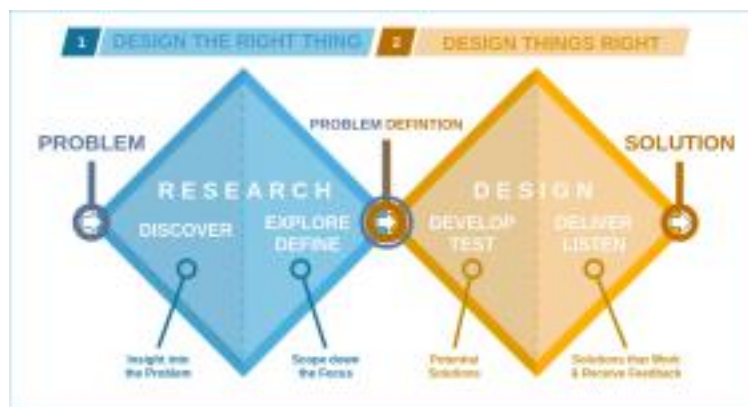 1 DESIGN THE RIGHT THING
2 DESIGN THINGS RIGHT
PROBLEM
PROBLEM DEFINTION
SOLUTION
RESEARCH
DESIGN
DISCOVER
EXPLORE
DEFINE
DEVELOP
TEST
DELIVER
LISTEN
Insight into
the Problem
Scope down
the Focus
Potential
Solutions
Solutions that Work
& Receive Feedback